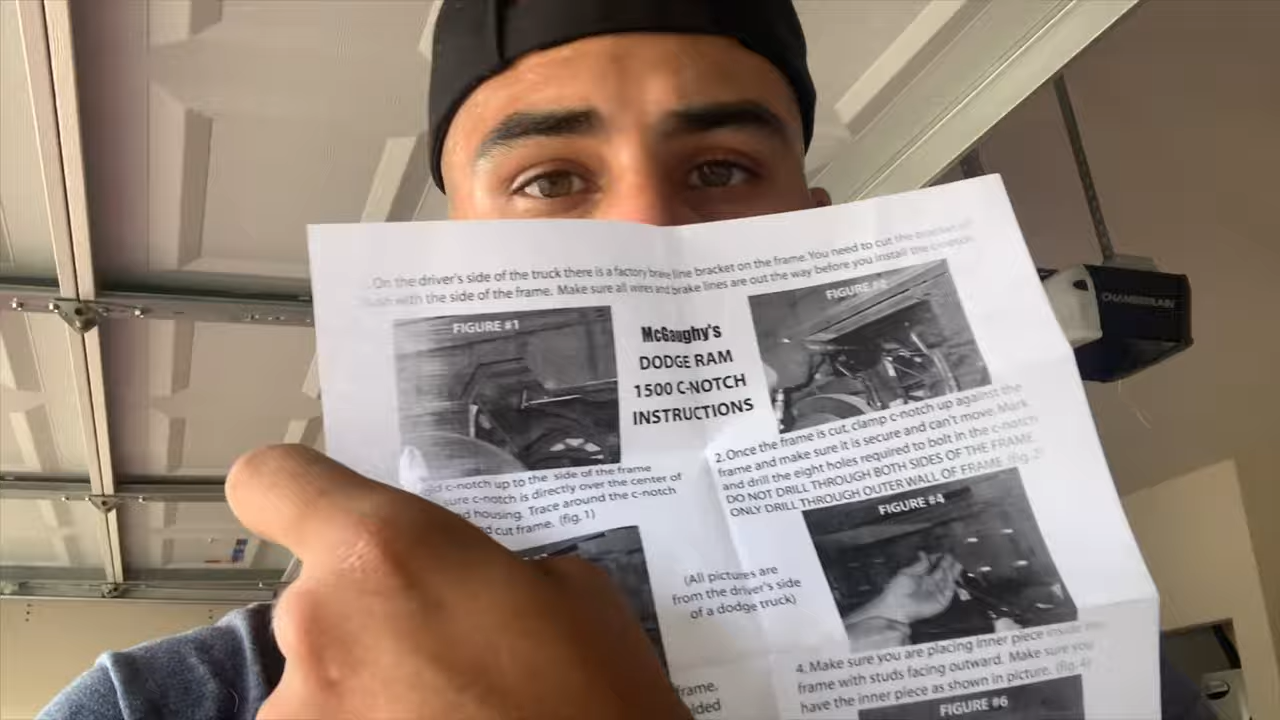 On the driver's side of the truck there is a factory brake line bracket on the frame. You need to cut the bracket off
with the side of the frame. Make sure all wires and brake lines are out the way before you install the c-notch.
FIGURE #1
McGaughy's
DODGE RAM
1500 C-NOTCH
INSTRUCTIONS
FIGURE #2
c-notch up to the side of the frame
sure c-notch is directly over the center of
housing. Trace around the c-notch
cut frame. (fig.1)
2. Once the frame is cut, clamp c-notch up against the
frame and make sure it is secure and can't move. Mark
and drill the eight holes required to bolt in the c-notch
DO NOT DRILL THROUGH BOTH SIDES OF THE FRAME
ONLY DRILL THROUGH OUTER WALL OF FRAME (fig.2)
FIGURE #4
(All pictures are
from the driver's side
of a dodge truck)
4. Make sure you are placing inner piece inside
frame with studs facing outward. Make sure you
have the inner piece as shown in picture. (fig.4)
frame.
FIGURE #6
CHAMBERLAIN